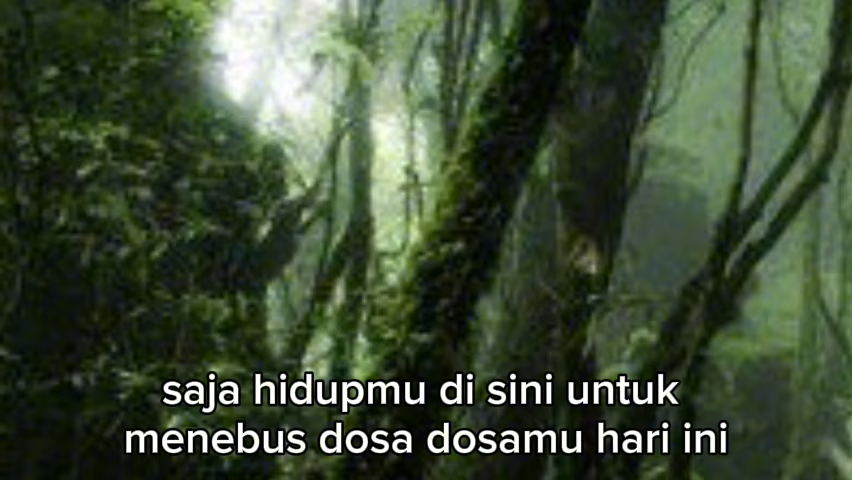 saja hidupmu di sini untuk
menebus dosa dosamu hari ini